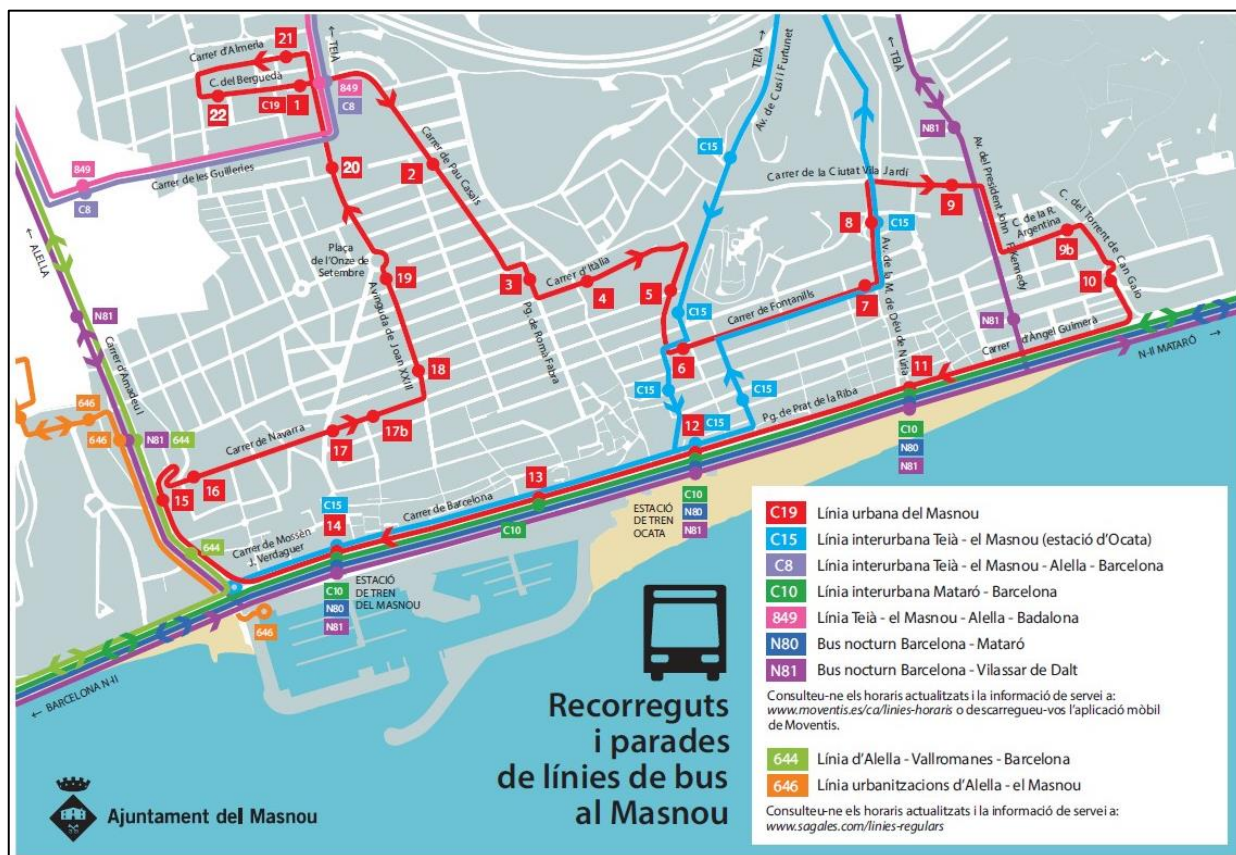 Carrer d'Almeria
21
← TEIÀ
C. del Berguedà
22
C19
1
849
C8
849
C8
Carrer de les Guilleries
20
2
Carrer de Pau Casals
← ALELLA
Plaça
de l'Onze de
Setembre
19
Avinguda de Joan XXIII
18
3
Carrer d'Itàlia
4
5
Pg. de Romà
Fabra
TEIÀ →
Av. de Cusí i Furtunet
C15
C15
6
C15
C15
Carrer de Fontanills
7
Carrer de la Ciutat Vila Jardí
8
C15
9
Av. de la M. de Déu de Núria
← TEIÀ
N81
Av. del President John F. Kennedy
C. de la R.
Argentina
9b
C. del Torrent de Can Gaio
10
N81
Carrer d'Àngel Guimerà
N-II MATARÓ →
11
Pg. de Prat de la Riba
C10
N80
N81
N81
Carrer d'Amadeu I
646
646
N81
644
Carrer de Navarra
17
17b
15
16
644
Carrer de Mossèn
J. Verdaguer
C15
14
Carrer de Barcelona
13
12
C15
C10
ESTACIÓ
DE TREN
OCATA
C10
N80
N81
C10
N80
N81
ESTACIÓ
DE TREN
DEL MASNOU
646
← BARCELONA N-II
Recorreguts
i parades
de línies de bus
al Masnou
Ajuntament del Masnou
C19 Línia urbana del Masnou
C15 Línia interurbana Teià - el Masnou (estació d'Ocata)
C8 Línia interurbana Teià - el Masnou - Alella - Barcelona
C10 Línia interurbana Mataró - Barcelona
849 Línia Teià - el Masnou - Alella - Badalona
N80 Bus nocturn Barcelona - Mataró
N81 Bus nocturn Barcelona - Vilassar de Dalt
Consulteu-ne els horaris actualitzats i la informació de servei a:
www.moventis.es/ca/linies-horaris o descarregueu-vos l'aplicació mòbil
de Moventis.
644 Línia d'Alella - Vallromanes - Barcelona
646 Línia urbanitzacions d'Alella - el Masnou
Consulteu-ne els horaris actualitzats i la informació de servei a:
www.sagales.com/linies-regulars